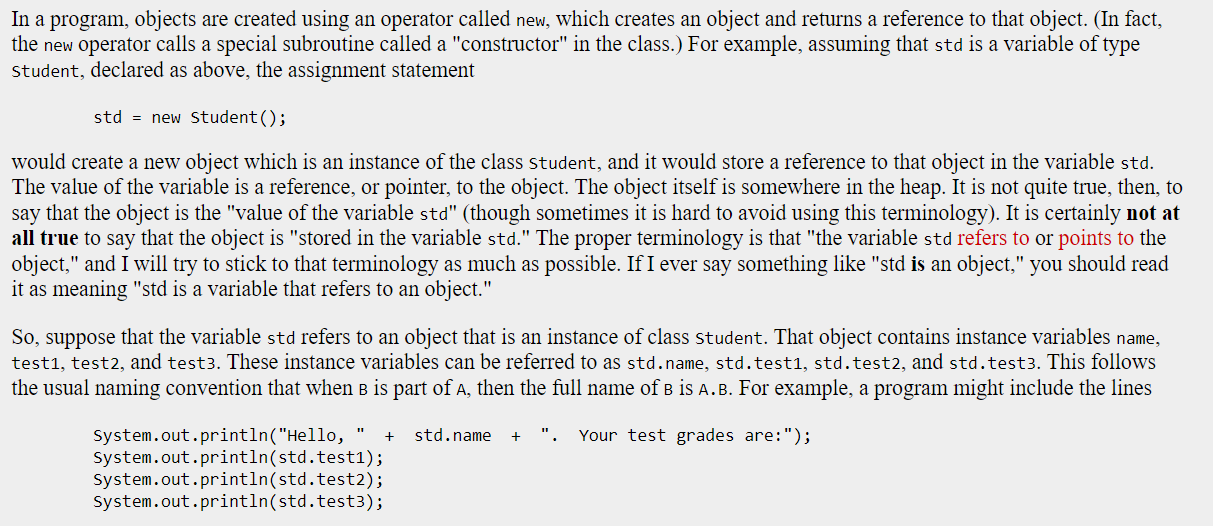 In a program, objects are created using an operator called new, which creates an object and returns a reference to that object. (In fact,
the new operator calls a special subroutine called a "constructor" in the class.) For example, assuming that std is a variable of type
Student, declared as above, the assignment statement
std = new Student();
would create a new object which is an instance of the class Student, and it would store a reference to that object in the variable std.
The value of the variable is a reference, or pointer, to the object. The object itself is somewhere in the heap. It is not quite true, then, to
say that the object is the "value of the variable std" (though sometimes it is hard to avoid using this terminology). It is certainly not at
all true to say that the object is "stored in the variable std." The proper terminology is that "the variable std refers to or points to the
object," and I will try to stick to that terminology as much as possible. If I ever say something like "std is an object," you should read
it as meaning "std is a variable that refers to an object."
So, suppose that the variable std refers to an object that is an instance of class Student. That object contains instance variables name,
test1, test2, and test3. These instance variables can be referred to as std.name, std.test1, std.test2, and std.test3. This follows
the usual naming convention that when B is part of A, then the full name of B is A.B. For example, a program might include the lines
System.out.println("Hello, " + std.name + ". Your test grades are:");
System.out.println(std.test1);
System.out.println(std.test2);
System.out.println(std.test3);